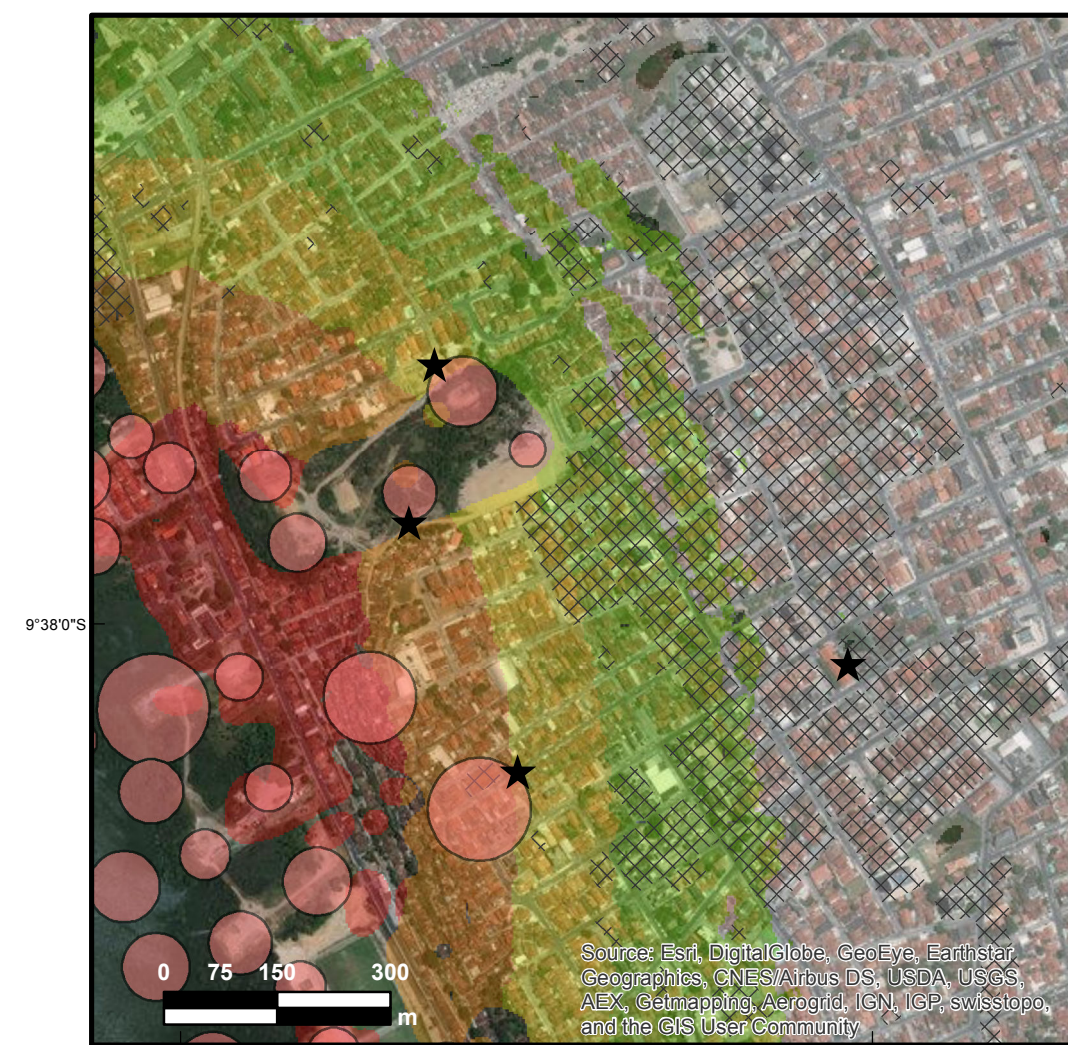 9°38'0"S
0 75 150 300
m
Source: Esri, DigitalGlobe, GeoEye, Earthstar
Geographics, CNES/Airbus DS, USDA, USGS,
AEX, Getmapping, Aerogrid, IGN, IGP, swisstopo,
and the GIS User Community